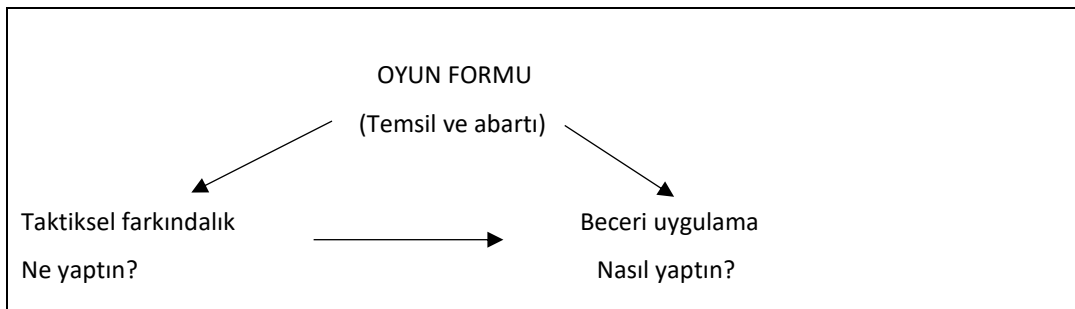 OYUN FORMU
(Temsil ve abartı)
Taktiksel farkındalık
Beceri uygulama
Ne yaptın?
Nasıl yaptın?